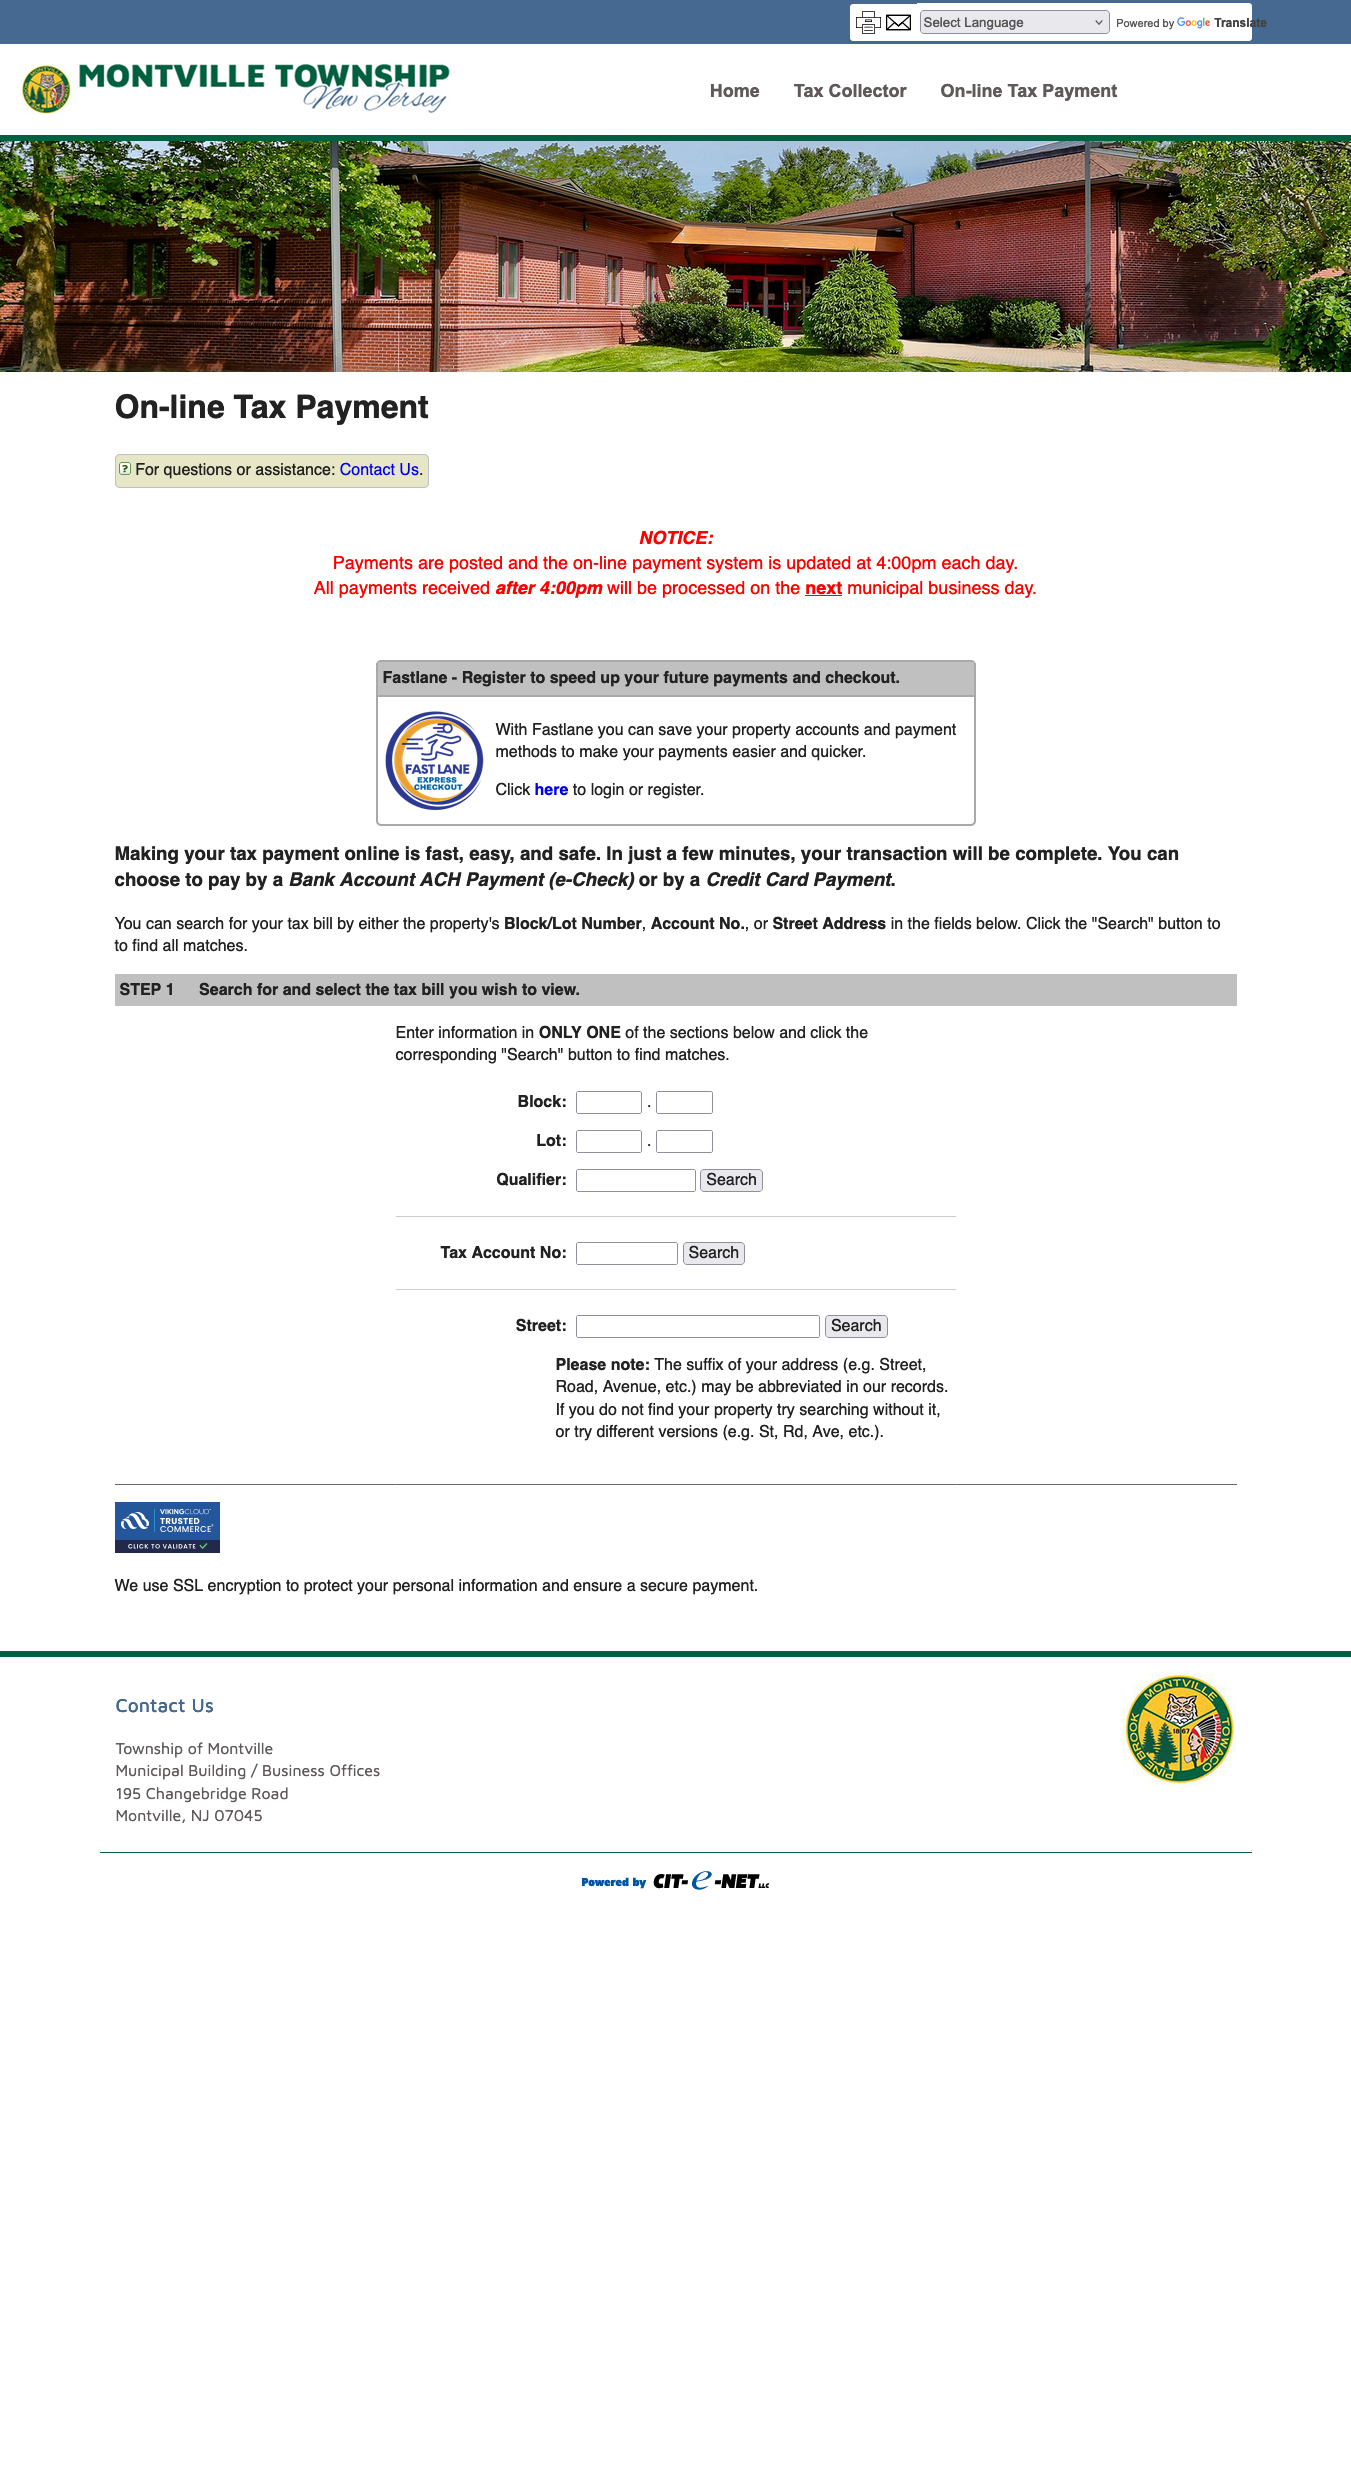 Select Language
Powered by Google Translate
MONTVILLE TOWNSHIP
New Jersey
Home Tax Collector On-line Tax Payment
On-line Tax Payment
? For questions or assistance: Contact Us.
NOTICE:
Payments are posted and the on-line payment system is updated at 4:00pm each day.
All payments received after 4:00pm will be processed on the next municipal business day.
Fastlane - Register to speed up your future payments and checkout.
FAST LANE
EXPRESS
CHECKOUT
With Fastlane you can save your property accounts and payment
methods to make your payments easier and quicker.
Click here to login or register.
Making your tax payment online is fast, easy, and safe. In just a few minutes, your transaction will be complete. You can
choose to pay by a Bank Account ACH Payment (e-Check) or by a Credit Card Payment.
You can search for your tax bill by either the property's Block/Lot Number, Account No., or Street Address in the fields below. Click the "Search" button to
to find all matches.
STEP 1 Search for and select the tax bill you wish to view.
Enter information in ONLY ONE of the sections below and click the
corresponding "Search" button to find matches.
Block: .
Lot: .
Qualifier: Search
Tax Account No: Search
Street: Search
Please note: The suffix of your address (e.g. Street,
Road, Avenue, etc.) may be abbreviated in our records.
If you do not find your property try searching without it,
or try different versions (e.g. St, Rd, Ave, etc.).
VIKINGCLOUD™
TRUSTED
COMMERCE
CLICK TO VALIDATE
We use SSL encryption to protect your personal information and ensure a secure payment.
Contact Us
Township of Montville
Municipal Building / Business Offices
195 Changebridge Road
Montville, NJ 07045
MONTVILLE
TOWACO
PINE BROOK
1867
Powered by CIT-e-NET LLC